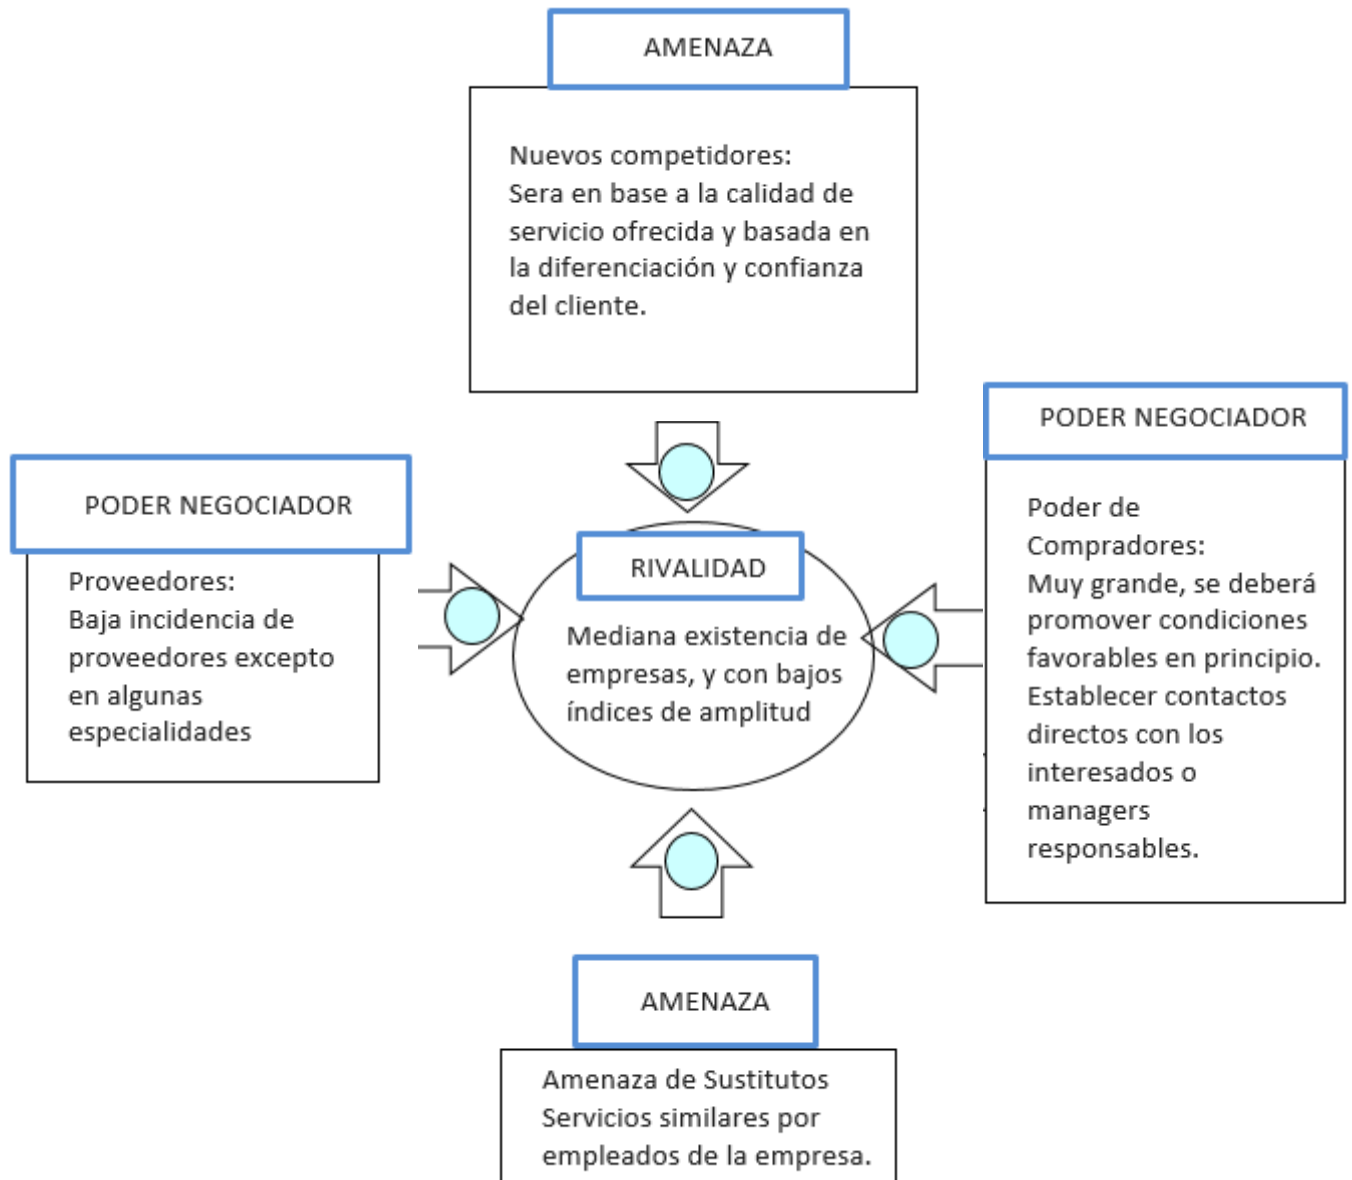 AMENAZA
Nuevos competidores:
Sera en base a la calidad de
servicio ofrecida y basada en
la diferenciación y confianza
del cliente.
PODER NEGOCIADOR
Proveedores:
Baja incidencia de
proveedores excepto
en algunas
especialidades
RIVALIDAD
Mediana existencia de
empresas, y con bajos
índices de amplitud
PODER NEGOCIADOR
Poder de
Compradores:
Muy grande, se deberá
promover condiciones
favorables en principio.
Establecer contactos
directos con los
interesados o
managers
responsables.
AMENAZA
Amenaza de Sustitutos
Servicios similares por
empleados de la empresa.